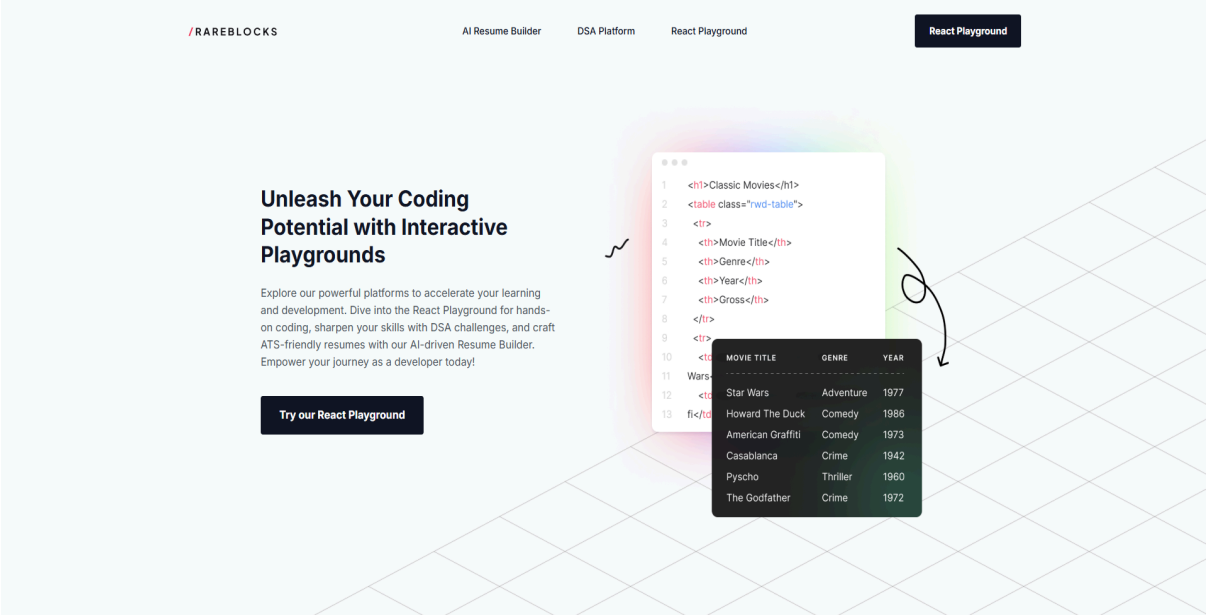 /RAREBLOCKS
AI Resume Builder
DSA Platform
React Playground
React Playground
Unleash Your Coding
Potential with Interactive
Playgrounds
Explore our powerful platforms to accelerate your learning
and development. Dive into the React Playground for hands-
on coding, sharpen your skills with DSA challenges, and craft
ATS-friendly resumes with our AI-driven Resume Builder.
Empower your journey as a developer today!
Try our React Playground
1 <h1>Classic Movies</h1>
2 <table class="rwd-table">
3 <tr>
4 <th>Movie Title</th>
5 <th>Genre</th>
6 <th>Year</th>
7 <th>Gross</th>
8 </tr>
9 <tr>
10 <td
11 Wars<
12 <td
13 fi</td
MOVIE TITLE GENRE YEAR
Star Wars Adventure 1977
Howard The Duck Comedy 1986
American Graffiti Comedy 1973
Casablanca Crime 1942
Pyscho Thriller 1960
The Godfather Crime 1972